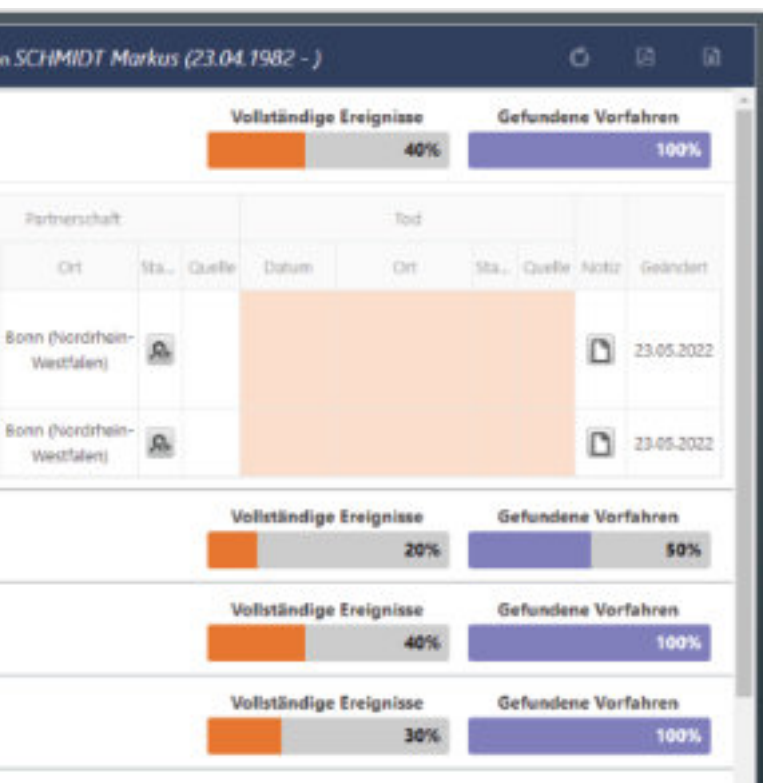 n SCHMIDT Markus (23.04.1982 - )
Vollständige Ereignisse Gefundene Vorfahren
40% 100%
Partnerschaft Tod
Ort Sta... Quelle Datum Ort Sta... Quelle Notiz Geändert
Bonn (Nordrhein-
Westfalen)
23.05.2022
Bonn (Nordrhein-
Westfalen)
23.05.2022
Vollständige Ereignisse Gefundene Vorfahren
20% 50%
Vollständige Ereignisse Gefundene Vorfahren
40% 100%
Vollständige Ereignisse Gefundene Vorfahren
30% 100%